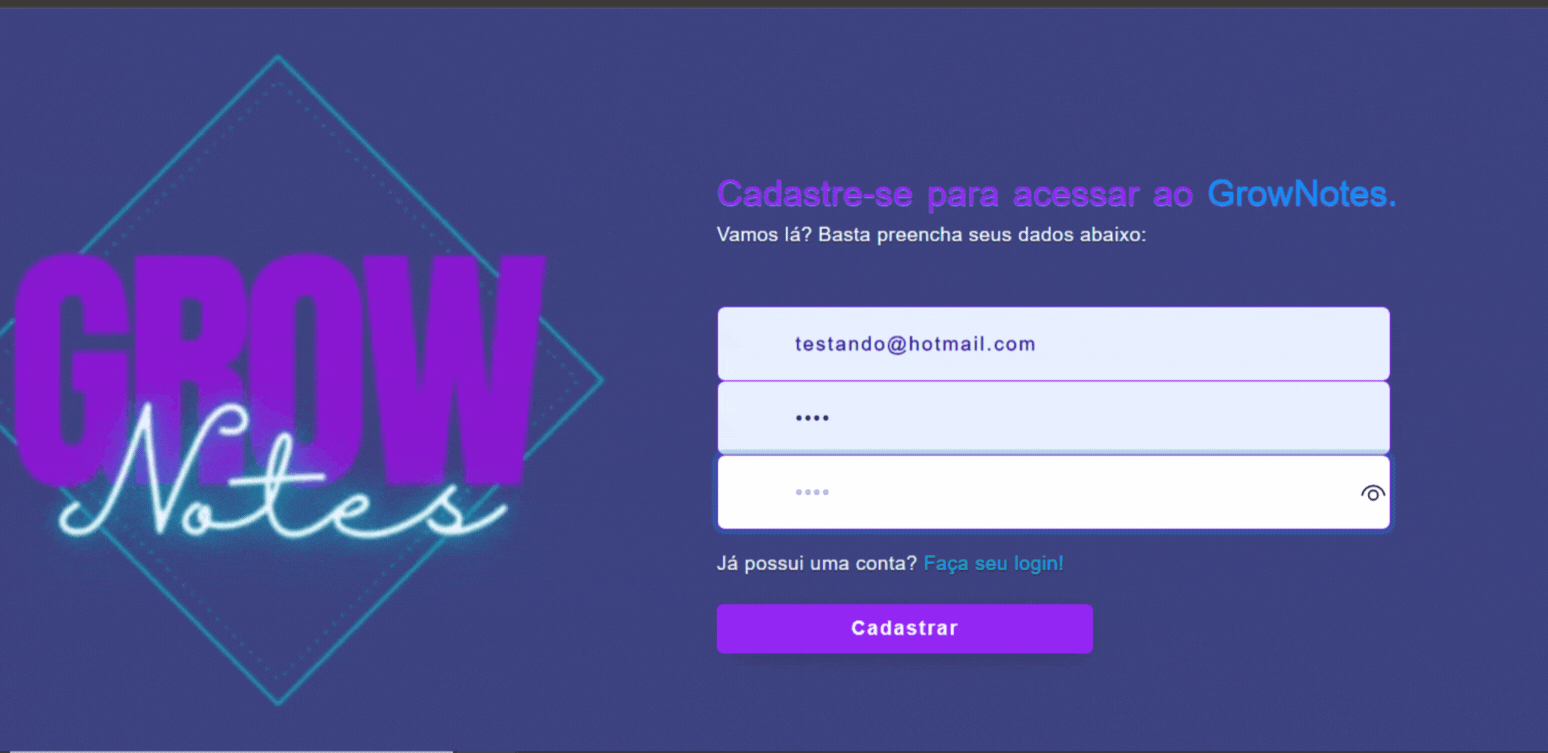 GROW
Notes
Cadastre-se para acessar ao GrowNotes.
Vamos lá? Basta preencha seus dados abaixo:
testando@hotmail.com
••••
••••
Já possui uma conta? Faça seu login!
Cadastrar